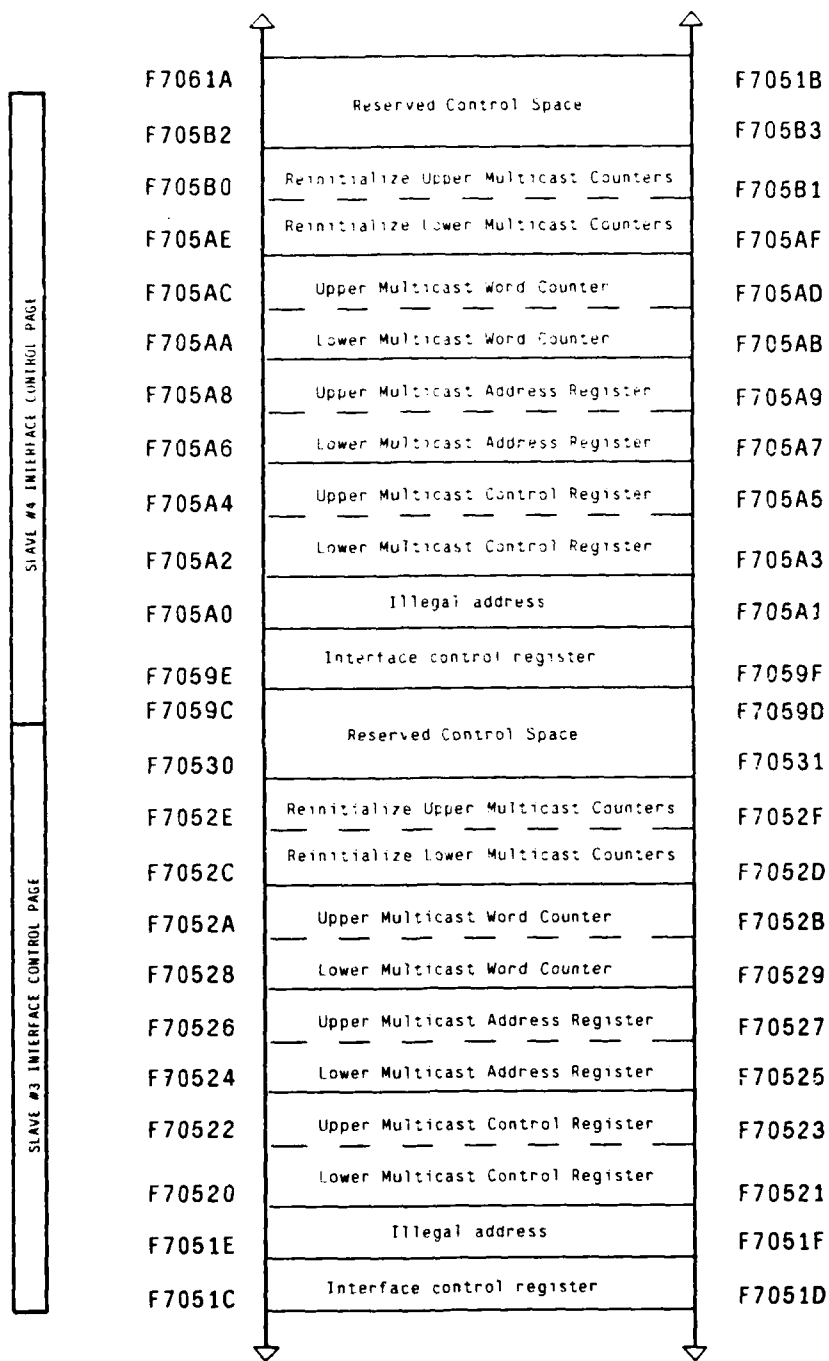 F7061A F7051B
Reserved Control Space
F705B2 F705B3
F705B0 Reinitialize Upper Multicast Counters F705B1
F705AE Reinitialize Lower Multicast Counters F705AF
F705AC Upper Multicast Word Counter F705AD
F705AA Lower Multicast Word Counter F705AB
F705A8 Upper Multicast Address Register F705A9
F705A6 Lower Multicast Address Register F705A7
F705A4 Upper Multicast Control Register F705A5
F705A2 Lower Multicast Control Register F705A3
F705A0 Illegal address F705A1
F7059E Interface control register F7059F
F7059C F7059D
Reserved Control Space
F70530 F70531
F7052E Reinitialize Upper Multicast Counters F7052F
F7052C Reinitialize Lower Multicast Counters F7052D
F7052A Upper Multicast Word Counter F7052B
F70528 Lower Multicast Word Counter F70529
F70526 Upper Multicast Address Register F70527
F70524 Lower Multicast Address Register F70525
F70522 Upper Multicast Control Register F70523
F70520 Lower Multicast Control Register F70521
F7051E Illegal address F7051F
F7051C Interface control register F7051D
SLAVE #4 INTERFACE CONTROL PAGE
SLAVE #3 INTERFACE CONTROL PAGE